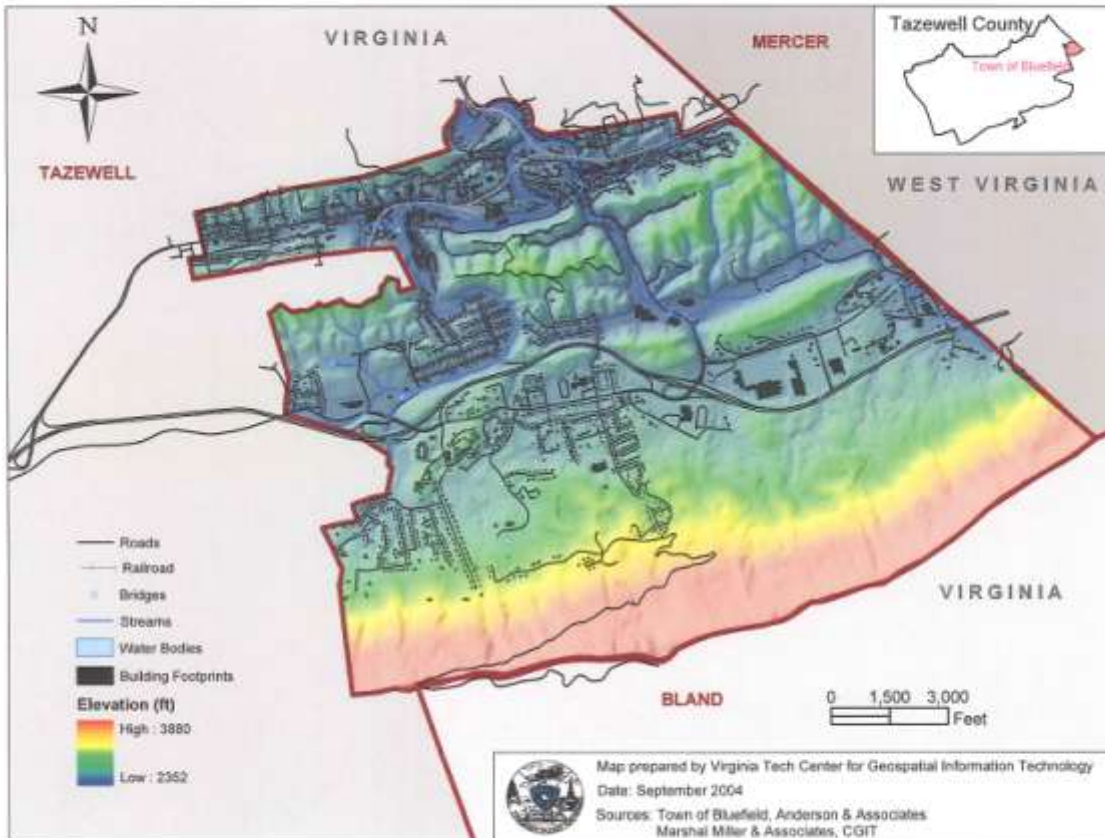 N
VIRGINIA
MERCER
Tazewell County
Town of Bluefield
TAZEWELL
WEST VIRGINIA
Roads
Railroad
Bridges
Streams
Water Bodies
Building Footprints
Elevation (ft)
High : 3880
Low : 2352
VIRGINIA
BLAND
0 1,500 3,000
Feet
Map prepared by Virginia Tech Center for Geospatial Information Technology
Date: September 2004
Sources: Town of Bluefield, Anderson & Associates
Marshal Miller & Associates, CGIT